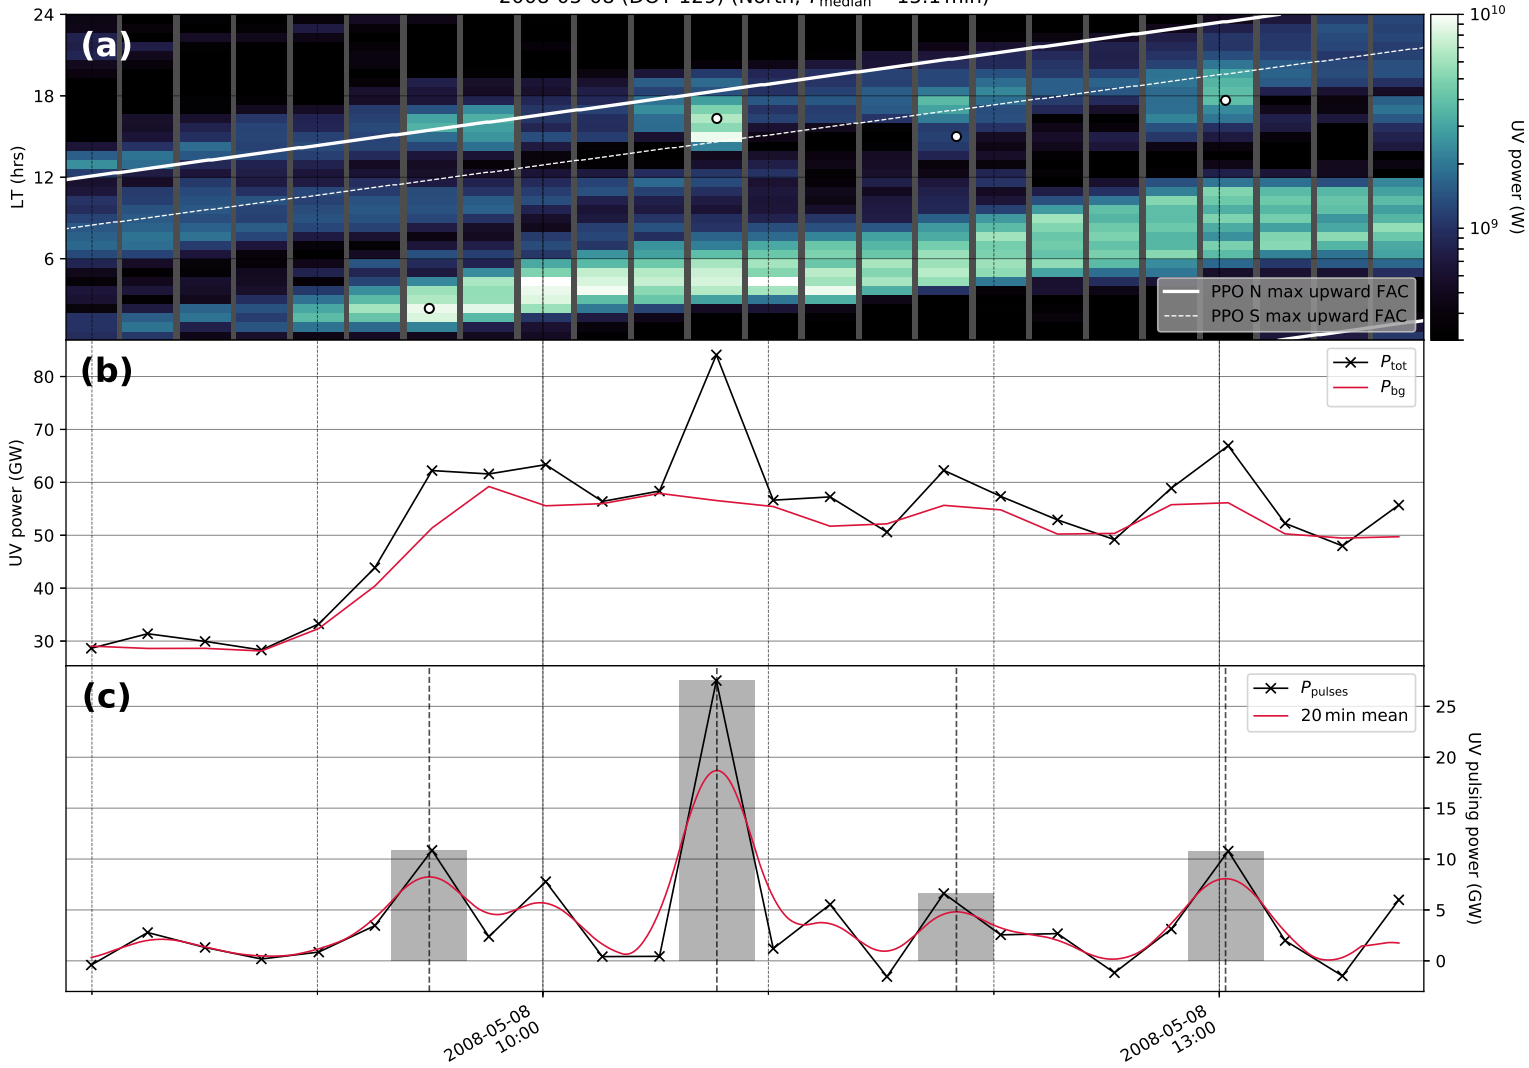 (a)
24
18
12
6
LT (hrs)
PPO N max upward FAC
PPO S max upward FAC
10¹⁰
10⁹
UV power (W)
(b)
80
70
60
50
40
30
UV power (GW)
P_tot
P_bg
(c)
P_pulses
20 min mean
25
20
15
10
5
0
UV pulsing power (GW)
2008-05-08
10:00
2008-05-08
13:00